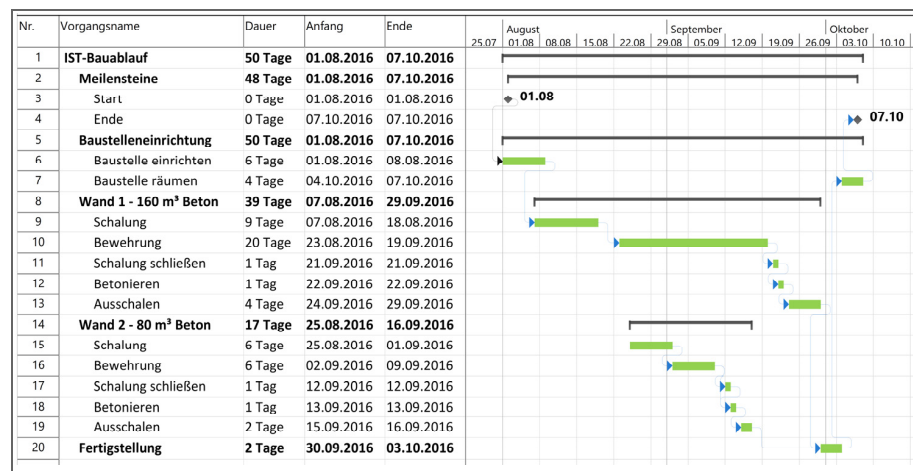 Nr. Vorgangsname Dauer Anfang Ende August September Oktober
25.07 01.08 08.08 15.08 22.08 29.08 05.09 12.09 19.09 26.09 03.10 10.10
1 IST-Bauablauf 50 Tage 01.08.2016 07.10.2016
2 Meilensteine 48 Tage 01.08.2016 07.10.2016
3 Start 0 Tage 01.08.2016 01.08.2016 01.08
4 Ende 0 Tage 07.10.2016 07.10.2016 07.10
5 Baustelleneinrichtung 50 Tage 01.08.2016 07.10.2016
6 Baustelle einrichten 6 Tage 01.08.2016 08.08.2016
7 Baustelle räumen 4 Tage 04.10.2016 07.10.2016
8 Wand 1 - 160 m³ Beton 39 Tage 07.08.2016 29.09.2016
9 Schalung 9 Tage 07.08.2016 18.08.2016
10 Bewehrung 20 Tage 23.08.2016 19.09.2016
11 Schalung schließen 1 Tag 21.09.2016 21.09.2016
12 Betonieren 1 Tag 22.09.2016 22.09.2016
13 Ausschalen 4 Tage 24.09.2016 29.09.2016
14 Wand 2 - 80 m³ Beton 17 Tage 25.08.2016 16.09.2016
15 Schalung 6 Tage 25.08.2016 01.09.2016
16 Bewehrung 6 Tage 02.09.2016 09.09.2016
17 Schalung schließen 1 Tag 12.09.2016 12.09.2016
18 Betonieren 1 Tag 13.09.2016 13.09.2016
19 Ausschalen 2 Tage 15.09.2016 16.09.2016
20 Fertigstellung 2 Tage 30.09.2016 03.10.2016